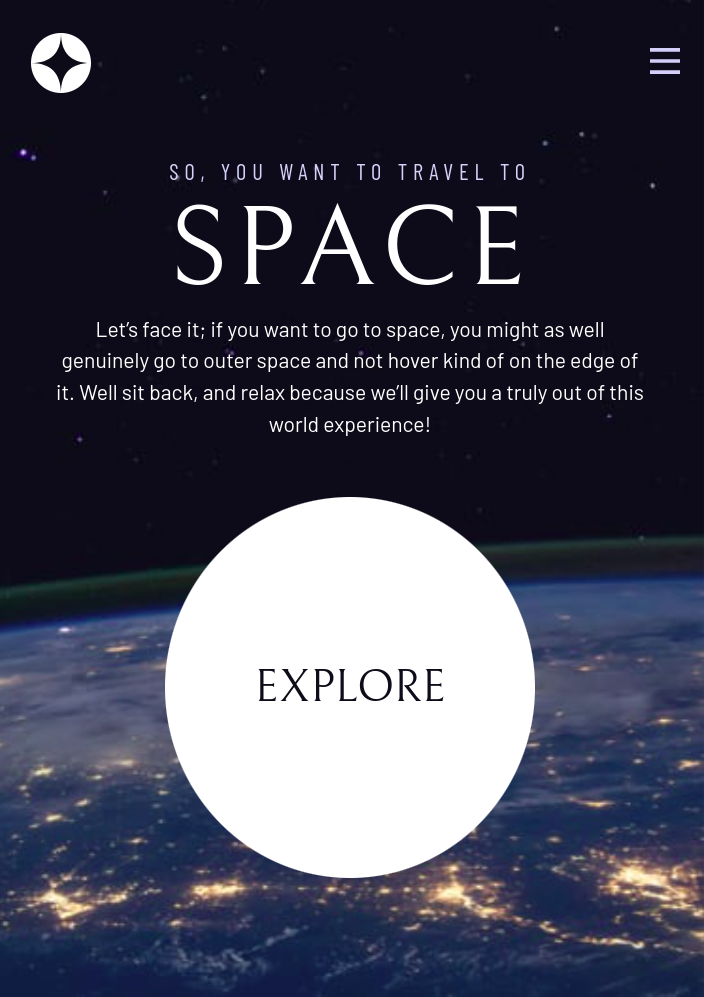 SO, YOU WANT TO TRAVEL TO
SPACE
Let’s face it; if you want to go to space, you might as well
genuinely go to outer space and not hover kind of on the edge of
it. Well sit back, and relax because we’ll give you a truly out of this
world experience!
EXPLORE